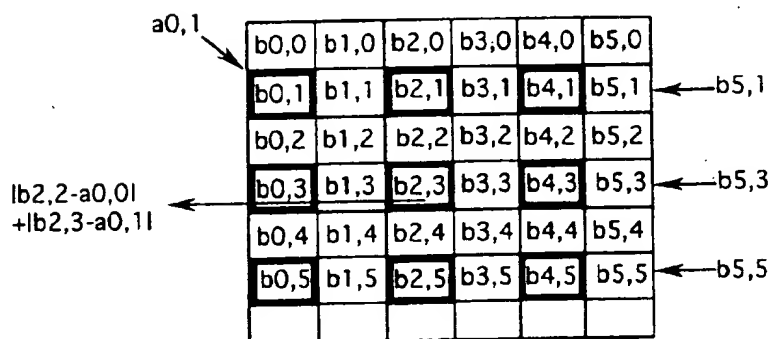 a0,1
b0,0 b1,0 b2,0 b3,0 b4,0 b5,0
b0,1 b1,1 b2,1 b3,1 b4,1 b5,1 b5,1
b0,2 b1,2 b2,2 b3,2 b4,2 b5,2
|b2,2-a0,0|
+|b2,3-a0,1|
b0,3 b1,3 b2,3 b3,3 b4,3 b5,3 b5,3
b0,4 b1,4 b2,4 b3,4 b4,4 b5,4
b0,5 b1,5 b2,5 b3,5 b4,5 b5,5 b5,5